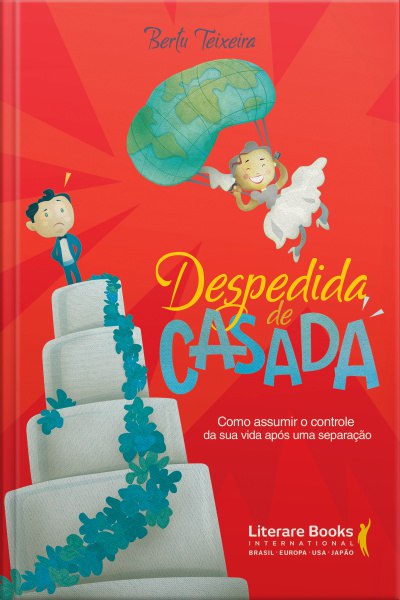 Bertu Teixeira
Despedida
de
CASADA
Como assumir o controle
da sua vida após uma separação
Literare Books
INTERNATIONAL
BRASIL · EUROPA · USA · JAPÃO